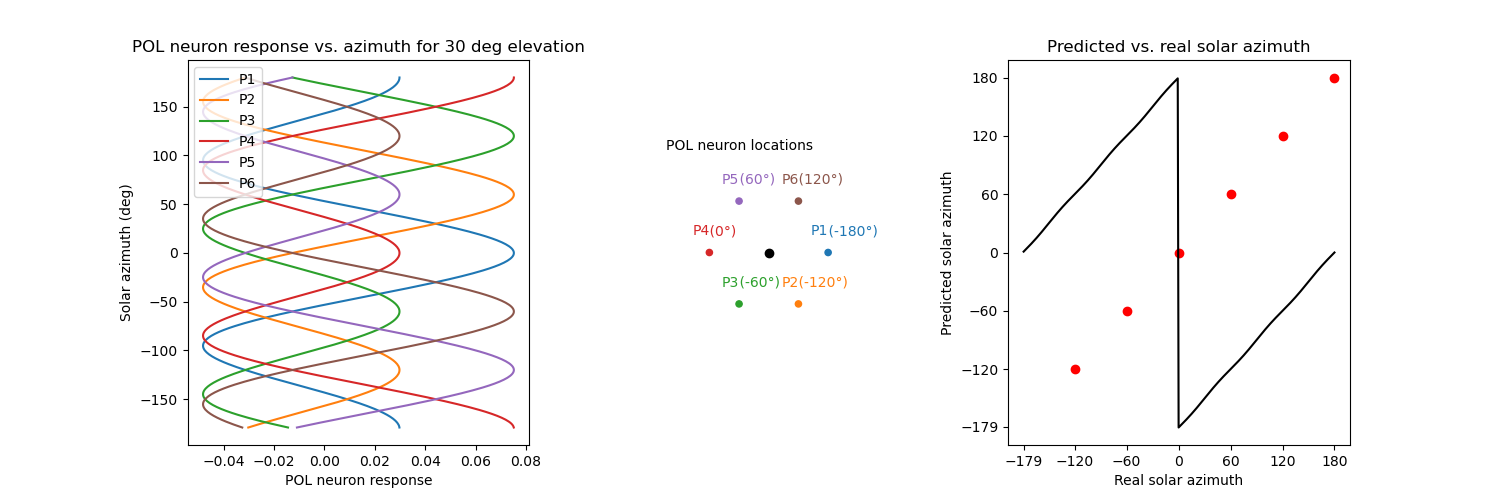 POL neuron response vs. azimuth for 30 deg elevation
P1
P2
P3
P4
P5
P6
150
100
50
0
−50
−100
−150
Solar azimuth (deg)
−0.04 −0.02 0.00 0.02 0.04 0.06 0.08
POL neuron response
POL neuron locations
P5(60°) P6(120°)
P4(0°) P1(-180°)
P3(-60°) P2(-120°)
Predicted vs. real solar azimuth
180
120
60
0
−60
−120
−179
Predicted solar azimuth
−179 −120 −60 0 60 120 180
Real solar azimuth